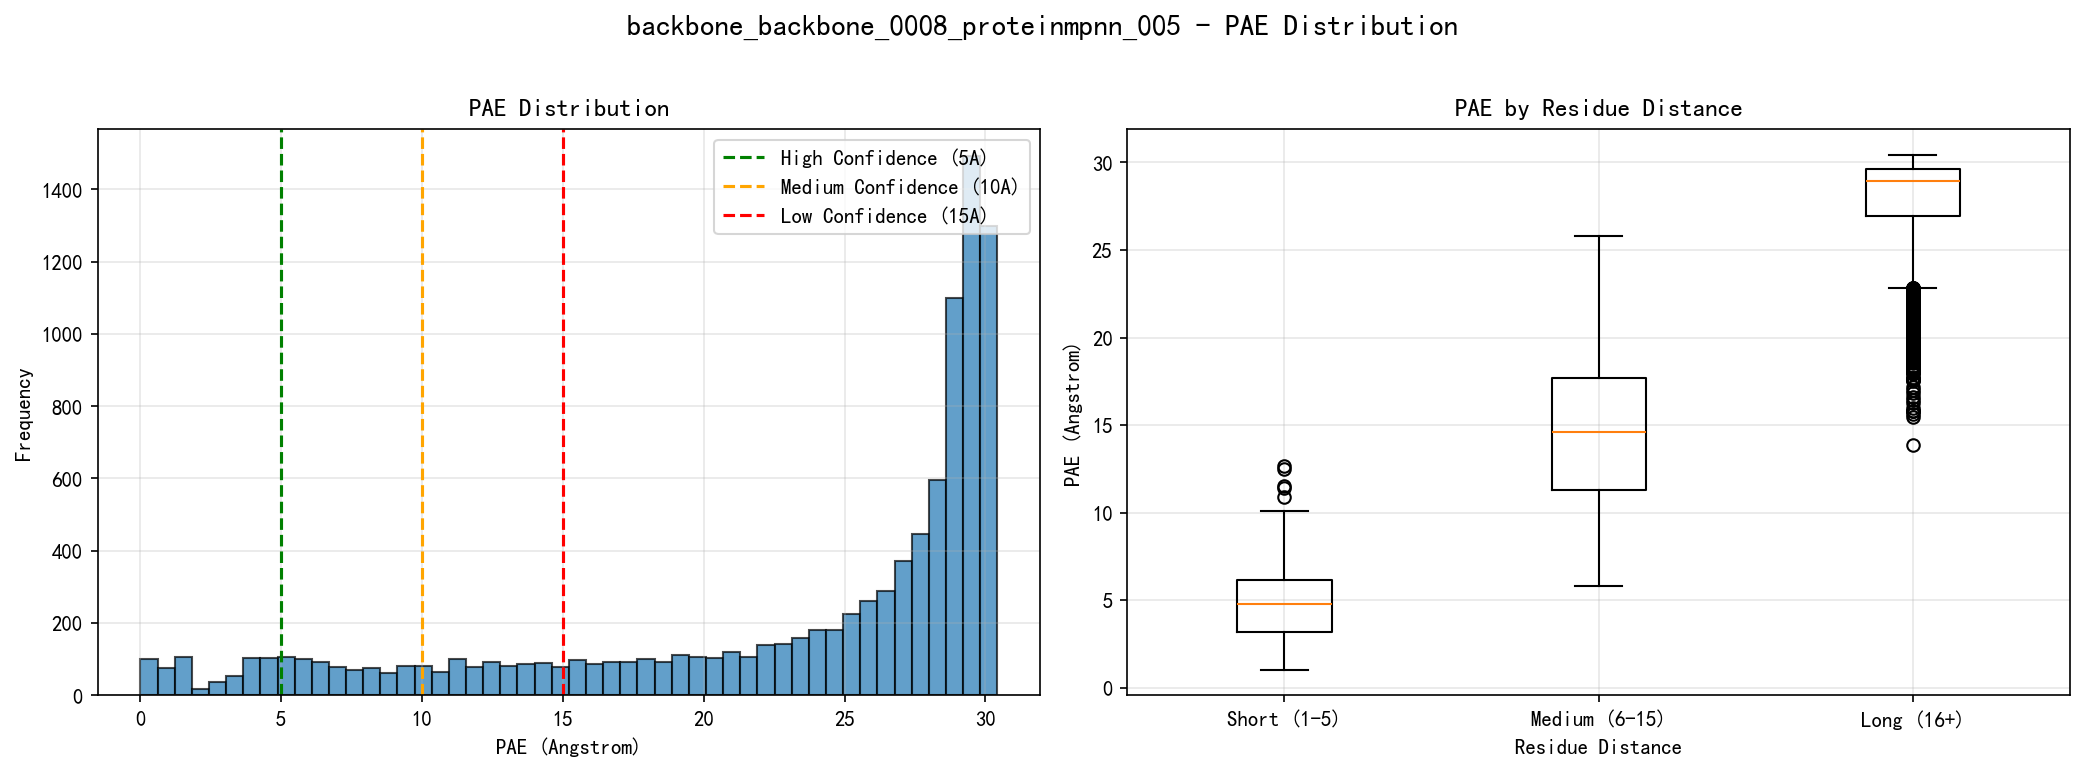 backbone_backbone_0008_proteinmpnn_005 - PAE Distribution
PAE Distribution
High Confidence (5A)
Medium Confidence (10A)
Low Confidence (15A)
Frequency
1400
1200
1000
800
600
400
200
0
0 5 10 15 20 25 30
PAE (Angstrom)
PAE by Residue Distance
PAE (Angstrom)
30
25
20
15
10
5
0
Short (1-5) Medium (6-15) Long (16+)
Residue Distance